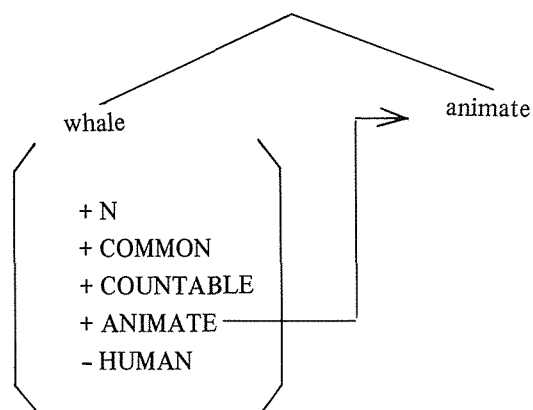 whale
animate
+ N
+ COMMON
+ COUNTABLE
+ ANIMATE
- HUMAN